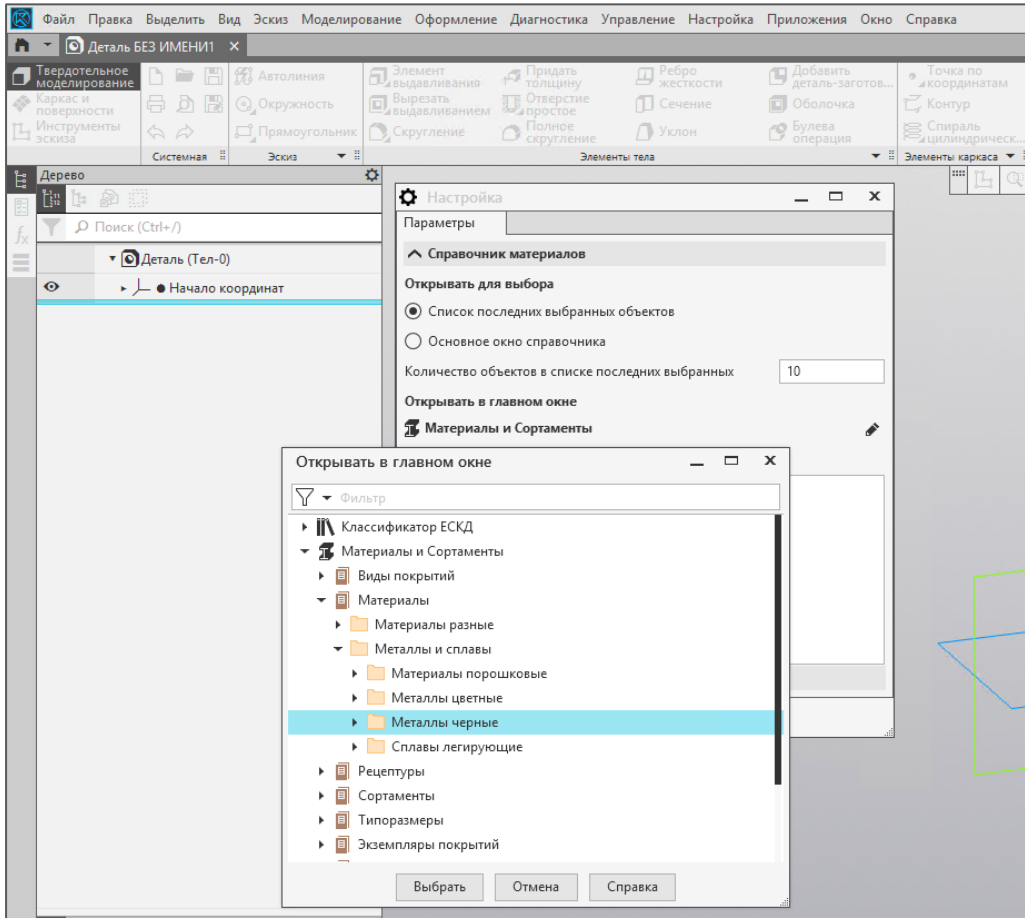 Файл Правка Выделить Вид Эскиз Моделирование Оформление Диагностика Управление Настройка Приложения Окно Справка
Деталь БЕЗ ИМЕНИ1
Твердотельное моделирование
Каркас и поверхности
Инструменты эскиза
Системная
Автолиния
Окружность
Прямоугольник
Эскиз
Элемент выдавливания
Вырезать выдавливанием
Скругление
Придать толщину
Отверстие простое
Полное скругление
Ребро жесткости
Сечение
Уклон
Добавить деталь-заготов...
Оболочка
Булева операция
Элементы тела
Точка по координатам
Контур
Спираль цилиндрическ...
Элементы каркаса
Дерево
Поиск (Ctrl+/)
Деталь (Тел-0)
Начало координат
Настройка
Параметры
Справочник материалов
Открывать для выбора
Список последних выбранных объектов
Основное окно справочника
Количество объектов в списке последних выбранных 10
Открывать в главном окне
Материалы и Сортаменты
Открывать в главном окне
Фильтр
Классификатор ЕСКД
Материалы и Сортаменты
Виды покрытий
Материалы
Материалы разные
Металлы и сплавы
Материалы порошковые
Металлы цветные
Металлы черные
Сплавы легирующие
Рецептуры
Сортаменты
Типоразмеры
Экземпляры покрытий
Выбрать Отмена Справка